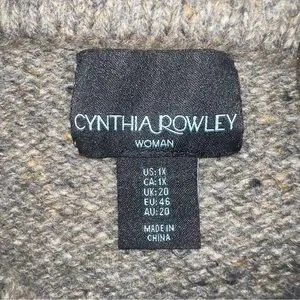 CYNTHIA ROWLEY
WOMAN
US: 1X
CA: 1X
UK: 20
EU: 46
AU: 20
MADE IN
CHINA